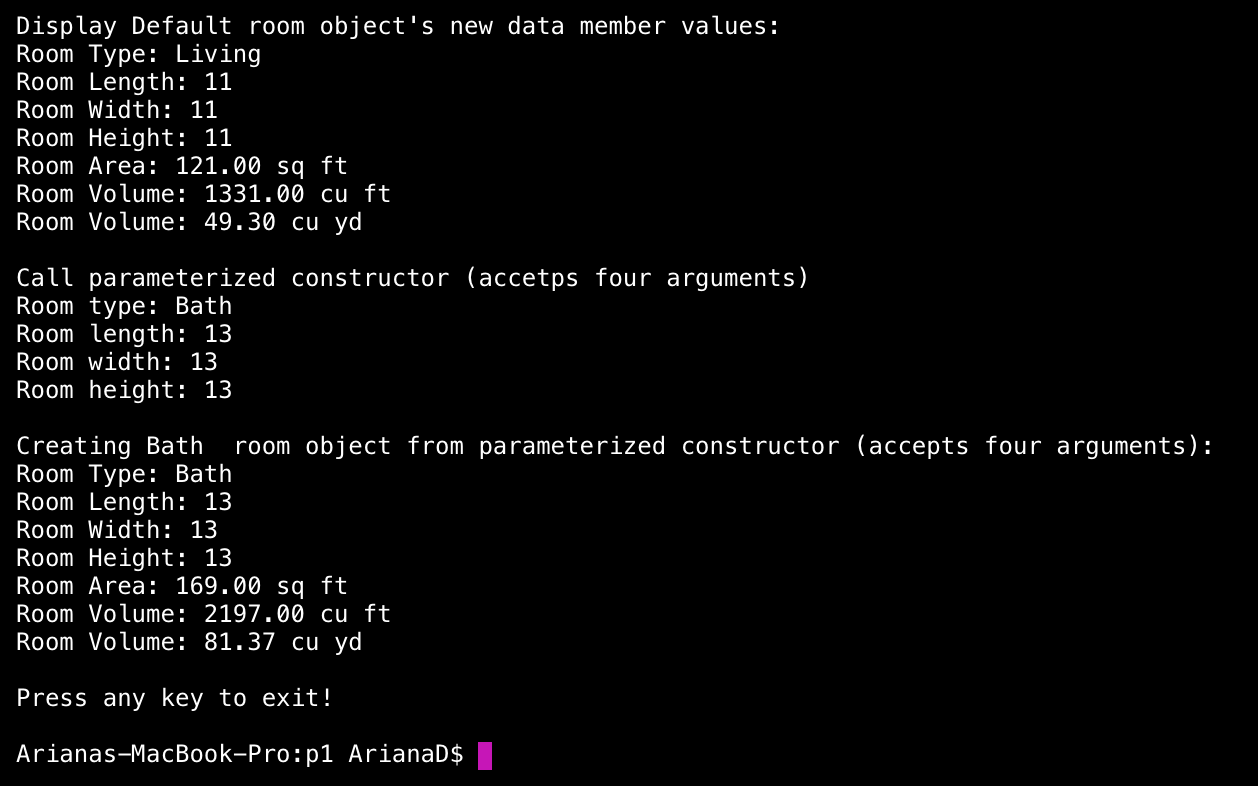 Display Default room object's new data member values:
Room Type: Living
Room Length: 11
Room Width: 11
Room Height: 11
Room Area: 121.00 sq ft
Room Volume: 1331.00 cu ft
Room Volume: 49.30 cu yd

Call parameterized constructor (accetps four arguments)
Room type: Bath
Room length: 13
Room width: 13
Room height: 13

Creating Bath  room object from parameterized constructor (accepts four arguments):
Room Type: Bath
Room Length: 13
Room Width: 13
Room Height: 13
Room Area: 169.00 sq ft
Room Volume: 2197.00 cu ft
Room Volume: 81.37 cu yd

Press any key to exit!

Arianas-MacBook-Pro:p1 ArianaD$